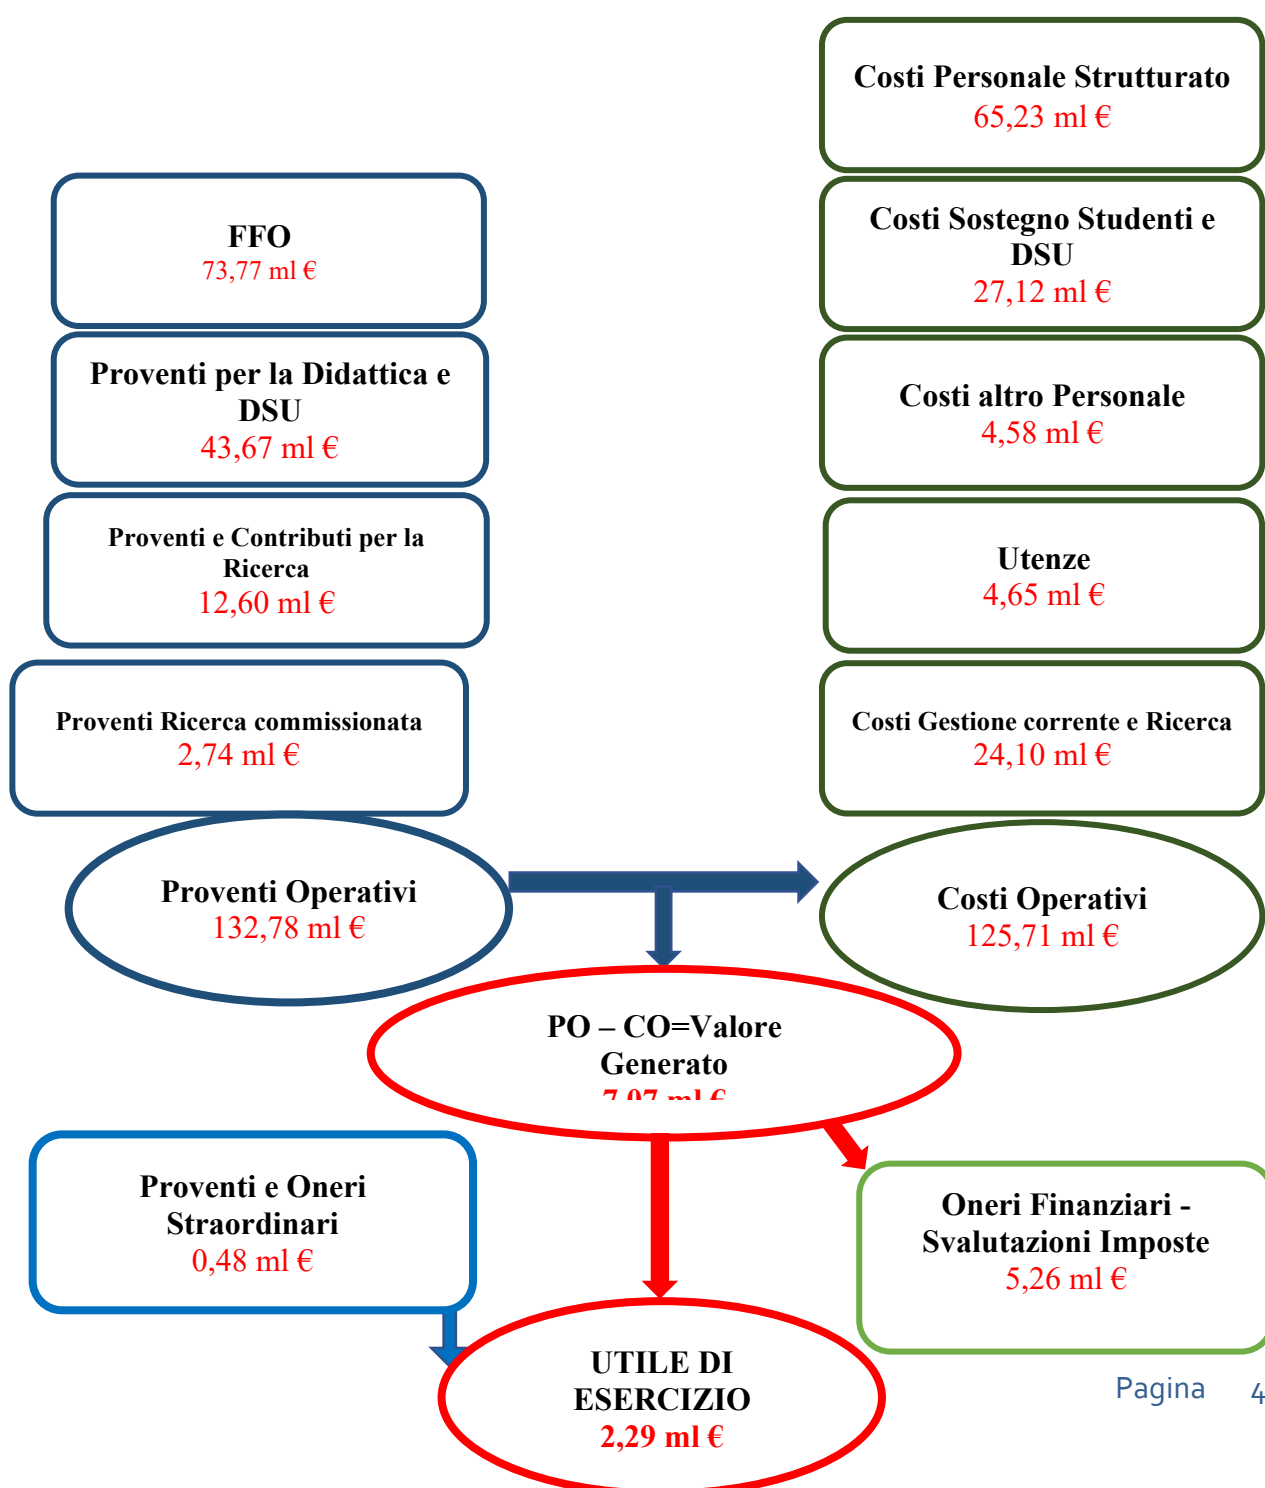 Costi Personale Strutturato
65,23 ml €
FFO
73,77 ml €
Costi Sostegno Studenti e
DSU
27,12 ml €
Proventi per la Didattica e
DSU
43,67 ml €
Costi altro Personale
4,58 ml €
Proventi e Contributi per la
Ricerca
12,60 ml €
Utenze
4,65 ml €
Proventi Ricerca commissionata
2,74 ml €
Costi Gestione corrente e Ricerca
24,10 ml €
Proventi Operativi
132,78 ml €
Costi Operativi
125,71 ml €
PO – CO=Valore
Generato
7,07 ml €
Proventi e Oneri
Straordinari
0,48 ml €
Oneri Finanziari -
Svalutazioni Imposte
5,26 ml €
UTILE DI
ESERCIZIO
2,29 ml €
Pagina 4